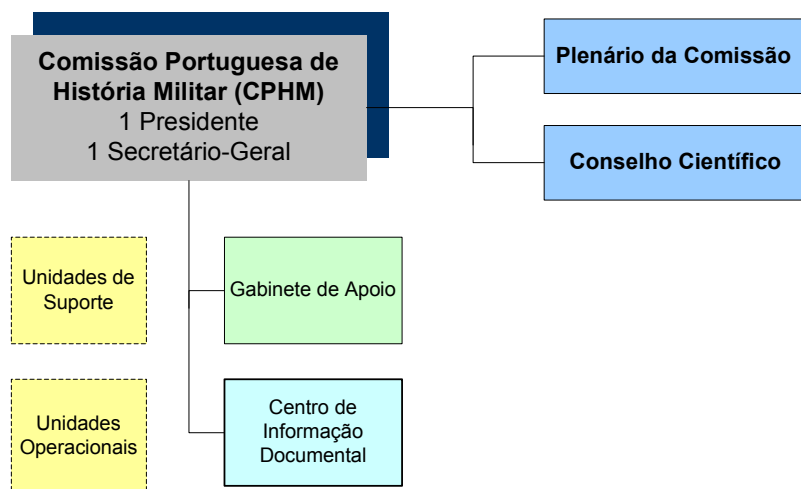 Comissão Portuguesa de
História Militar (CPHM)
1 Presidente
1 Secretário-Geral
Plenário da Comissão
Conselho Científico
Unidades de
Suporte
Gabinete de Apoio
Unidades
Operacionais
Centro de
Informação
Documental